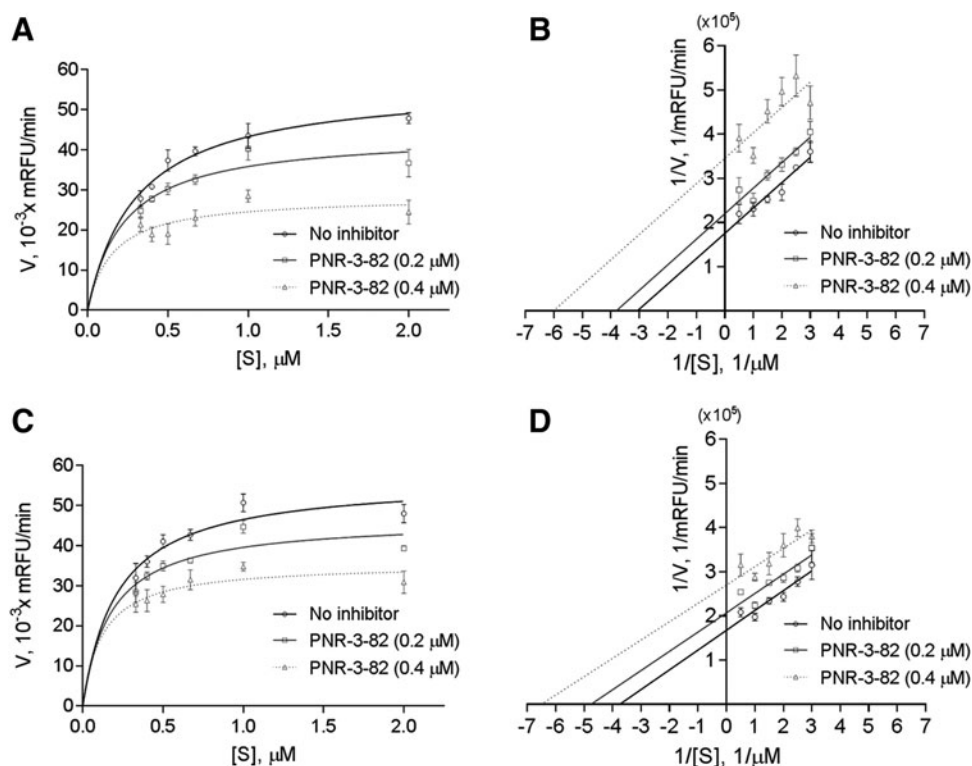 A
60
50
40
30
20
10
0
V, 10⁻³x mRFU/min
0.0 0.5 1.0 1.5 2.0
[S], µM
No inhibitor
PNR-3-82 (0.2 µM)
PNR-3-82 (0.4 µM)
B
(x10⁵)
6
5
4
3
2
1
1/V, 1/mRFU/min
-7 -6 -5 -4 -3 -2 -1 0 1 2 3 4 5 6 7
1/[S], 1/µM
No inhibitor
PNR-3-82 (0.2 µM)
PNR-3-82 (0.4 µM)
C
60
50
40
30
20
10
0
V, 10⁻³x mRFU/min
0.0 0.5 1.0 1.5 2.0
[S], µM
No inhibitor
PNR-3-82 (0.2 µM)
PNR-3-82 (0.4 µM)
D
(x10⁵)
6
5
4
3
2
1
1/V, 1/mRFU/min
-7 -6 -5 -4 -3 -2 -1 0 1 2 3 4 5 6 7
1/[S], 1/µM
No inhibitor
PNR-3-82 (0.2 µM)
PNR-3-82 (0.4 µM)